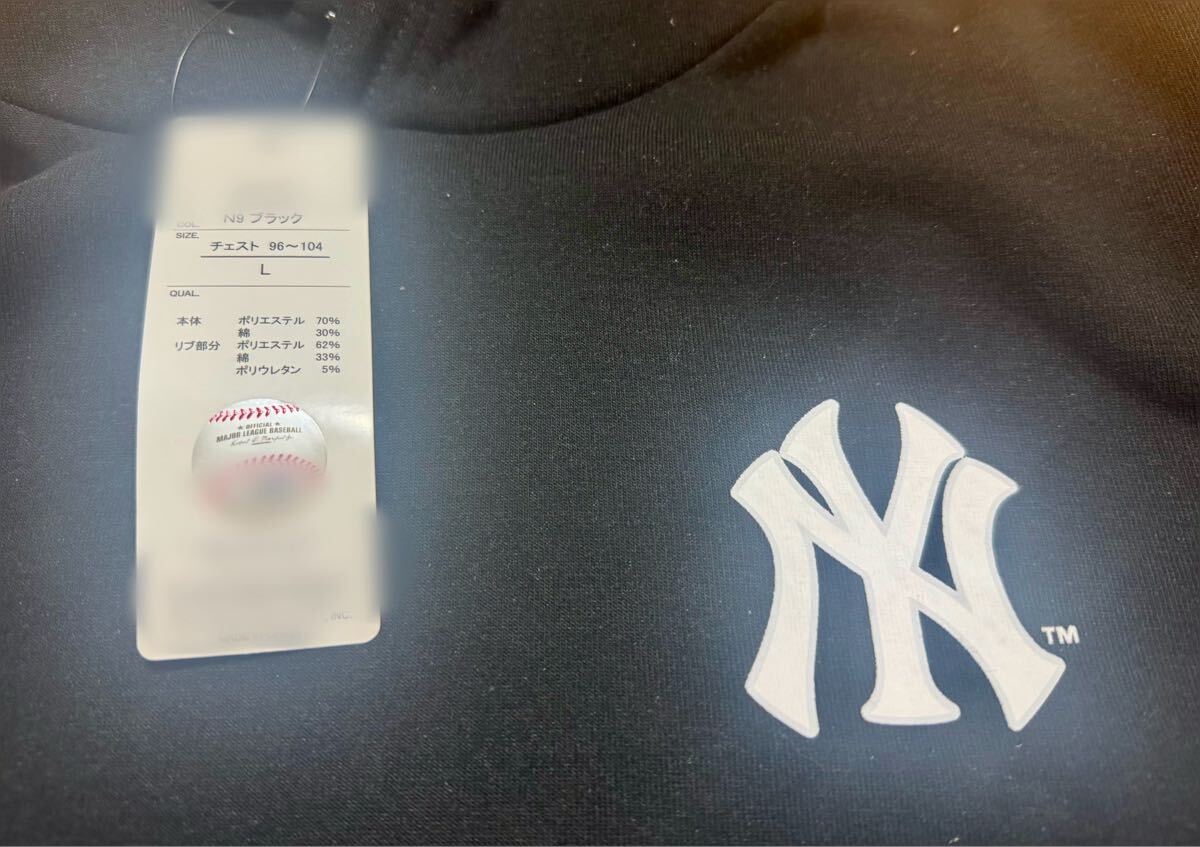 COL. N9 ブラック
SIZE.
チェスト 96〜104
L
QUAL.
本体 ポリエステル 70%
綿 30%
リブ部分 ポリエステル 62%
綿 33%
ポリウレタン 5%
★ OFFICIAL ★
MAJOR LEAGUE BASEBALL
, INC.
NY
TM